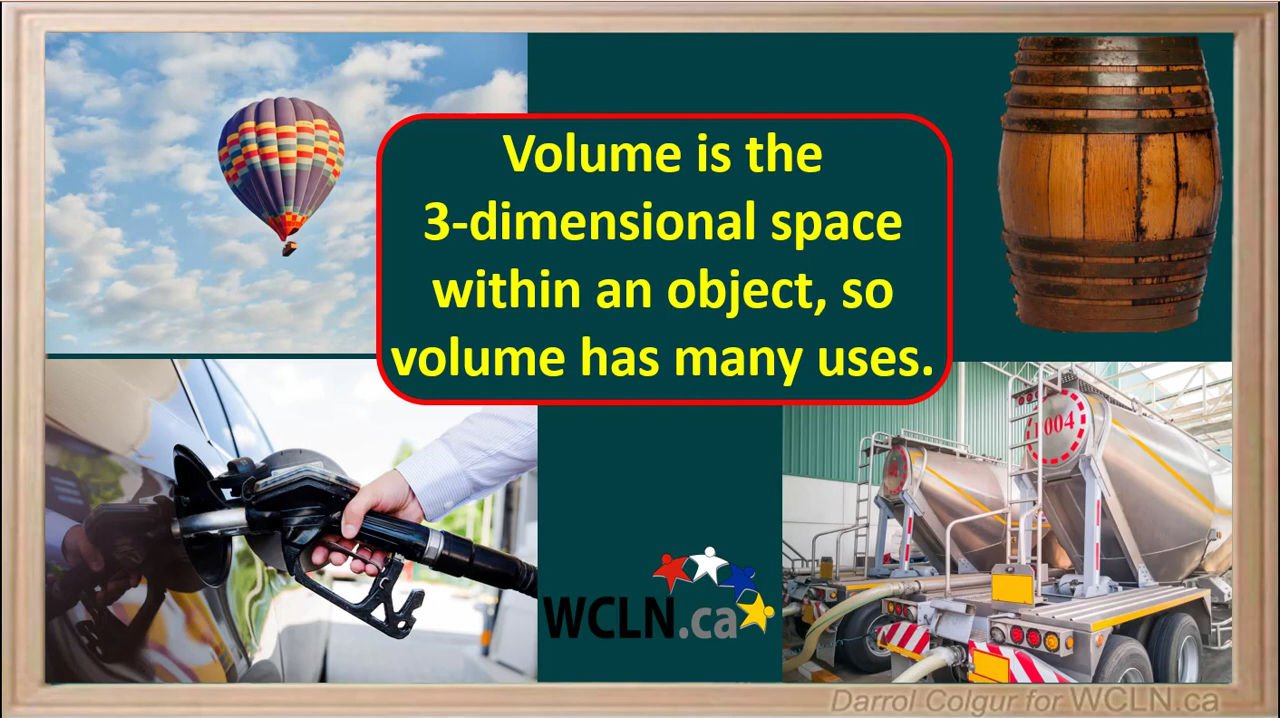 Volume is the
3-dimensional space
within an object, so
volume has many uses.
1004
WCLN.ca
Darrol Colgur for WCLN.ca